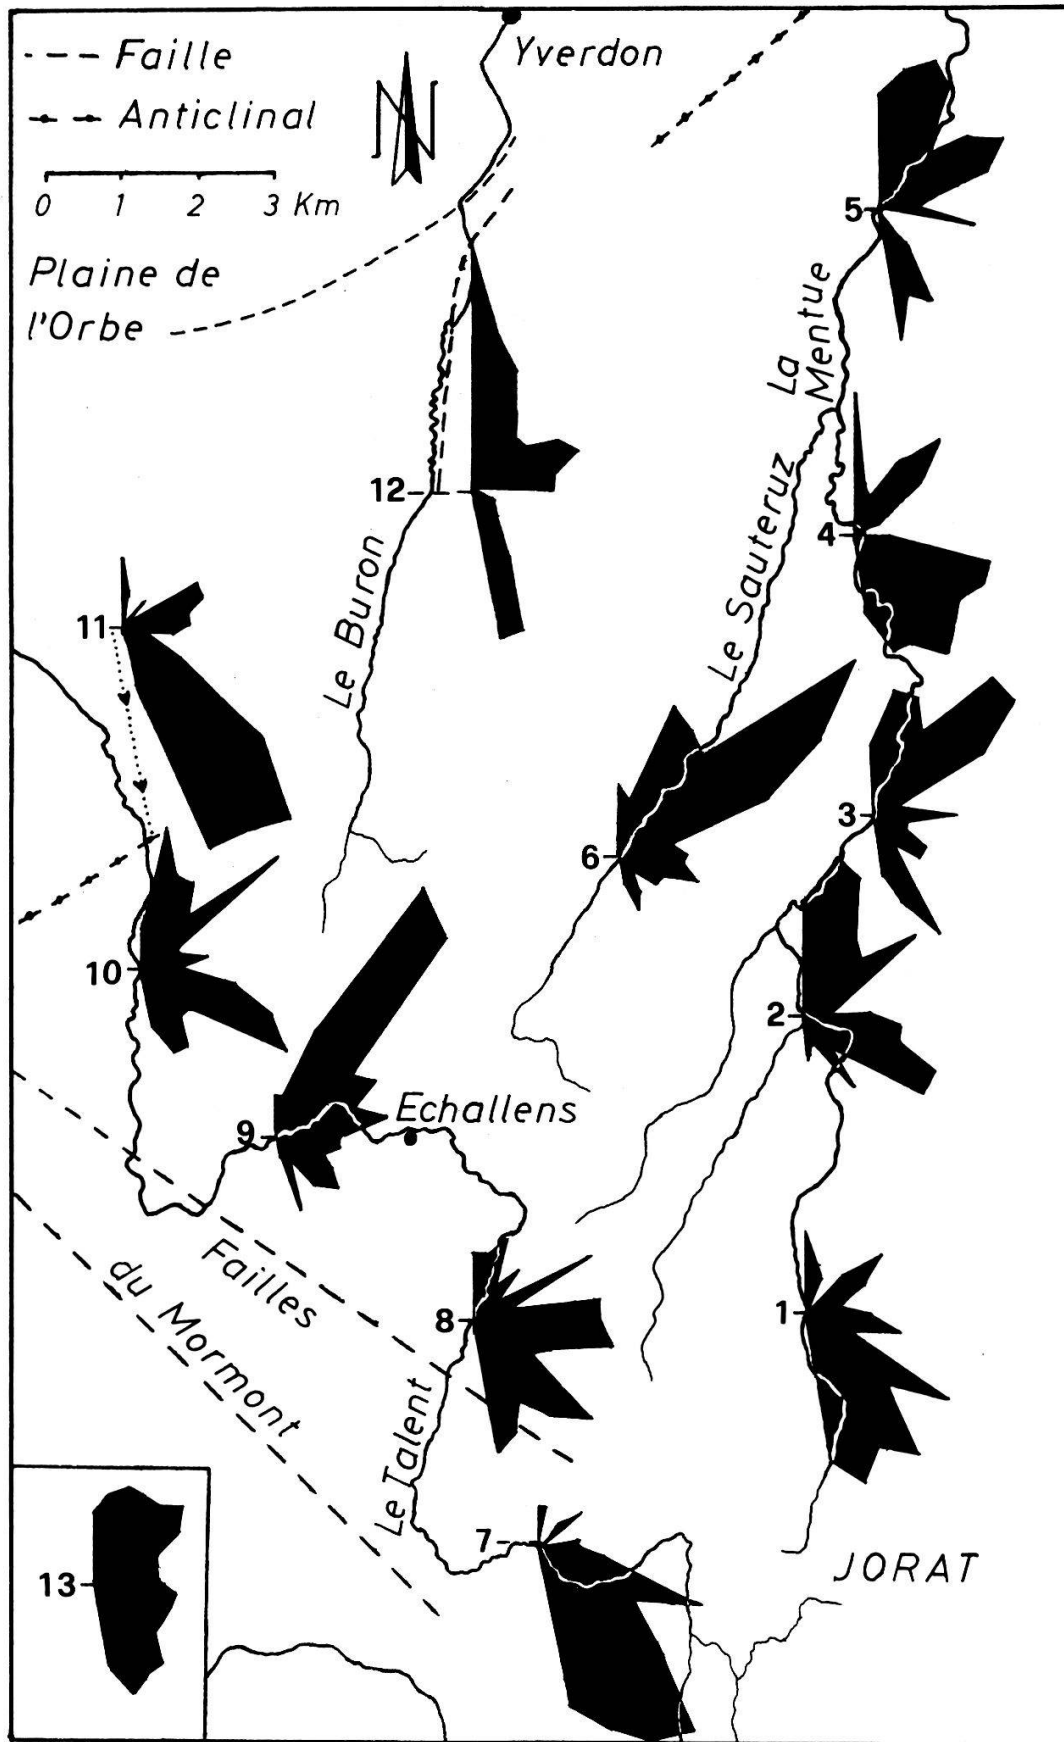 Faille
Anticlinal
N
0 1 2 3 Km
Yverdon
Plaine de
l'Orbe
5
La
Mentue
12
4
Le Sauteruz
Le Buron
11
3
6
10
2
9
Echallens
Failles
du Mormont
8
1
Le Talent
7
13
JORAT